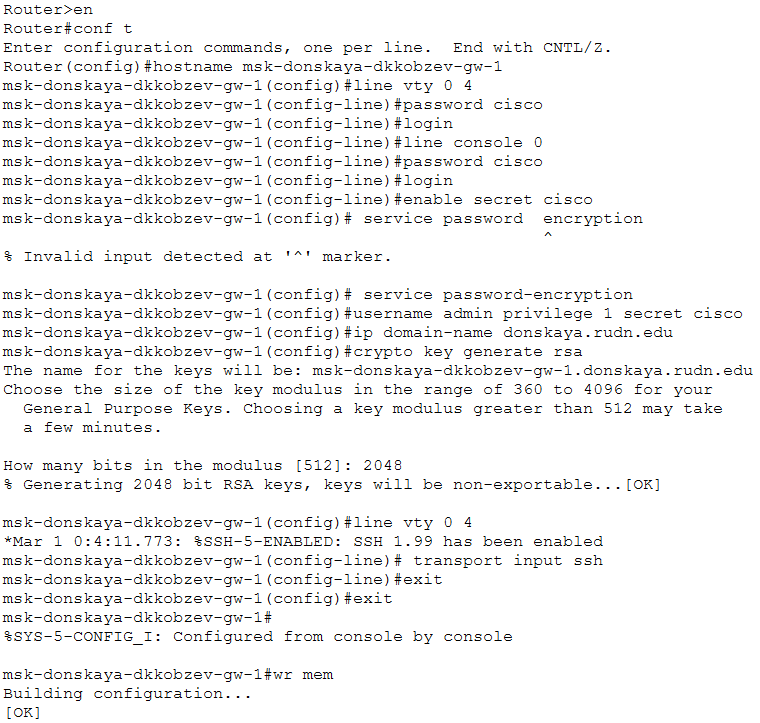 Router>en
Router#conf t
Enter configuration commands, one per line.  End with CNTL/Z.
Router(config)#hostname msk-donskaya-dkkobzev-gw-1
msk-donskaya-dkkobzev-gw-1(config)#line vty 0 4
msk-donskaya-dkkobzev-gw-1(config-line)#password cisco
msk-donskaya-dkkobzev-gw-1(config-line)#login
msk-donskaya-dkkobzev-gw-1(config-line)#line console 0
msk-donskaya-dkkobzev-gw-1(config-line)#password cisco
msk-donskaya-dkkobzev-gw-1(config-line)#login
msk-donskaya-dkkobzev-gw-1(config-line)#enable secret cisco
msk-donskaya-dkkobzev-gw-1(config)# service password  encryption
^
% Invalid input detected at '^' marker.
msk-donskaya-dkkobzev-gw-1(config)# service password-encryption
msk-donskaya-dkkobzev-gw-1(config)#username admin privilege 1 secret cisco
msk-donskaya-dkkobzev-gw-1(config)#ip domain-name donskaya.rudn.edu
msk-donskaya-dkkobzev-gw-1(config)#crypto key generate rsa
The name for the keys will be: msk-donskaya-dkkobzev-gw-1.donskaya.rudn.edu
Choose the size of the key modulus in the range of 360 to 4096 for your
General Purpose Keys. Choosing a key modulus greater than 512 may take
a few minutes.
How many bits in the modulus [512]: 2048
% Generating 2048 bit RSA keys, keys will be non-exportable...[OK]
msk-donskaya-dkkobzev-gw-1(config)#line vty 0 4
*Mar 1 0:4:11.773: %SSH-5-ENABLED: SSH 1.99 has been enabled
msk-donskaya-dkkobzev-gw-1(config-line)# transport input ssh
msk-donskaya-dkkobzev-gw-1(config-line)#exit
msk-donskaya-dkkobzev-gw-1(config)#exit
msk-donskaya-dkkobzev-gw-1#
%SYS-5-CONFIG_I: Configured from console by console
msk-donskaya-dkkobzev-gw-1#wr mem
Building configuration...
[OK]